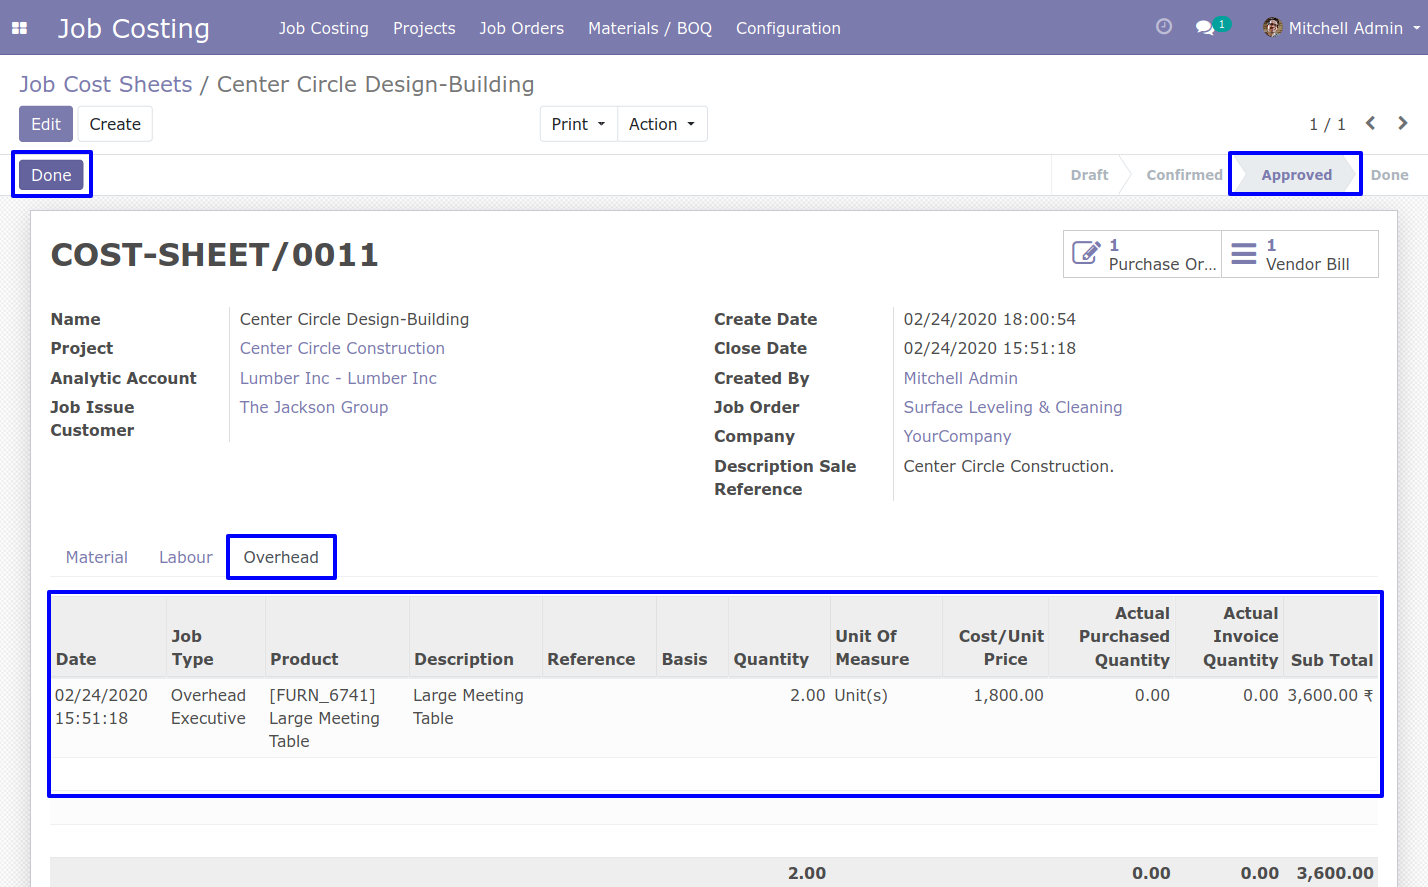 Job Costing Job Costing Projects Job Orders Materials / BOQ Configuration 1 Mitchell Admin
Job Cost Sheets / Center Circle Design-Building
Edit Create Print Action 1 / 1
Done Draft Confirmed Approved Done
COST-SHEET/0011
1
Purchase Or...
1
Vendor Bill
Name Center Circle Design-Building
Project Center Circle Construction
Analytic Account Lumber Inc - Lumber Inc
Job Issue The Jackson Group
Customer
Create Date 02/24/2020 18:00:54
Close Date 02/24/2020 15:51:18
Created By Mitchell Admin
Job Order Surface Leveling & Cleaning
Company YourCompany
Description Sale Center Circle Construction.
Reference
Material Labour Overhead
Actual Actual
Job Unit Of Cost/Unit Purchased Invoice
Date Type Product Description Reference Basis Quantity Measure Price Quantity Quantity Sub Total
02/24/2020 Overhead [FURN_6741] Large Meeting 2.00 Unit(s) 1,800.00 0.00 0.00 3,600.00 ₹
15:51:18 Executive Large Meeting Table
Table
2.00 0.00 0.00 3,600.00